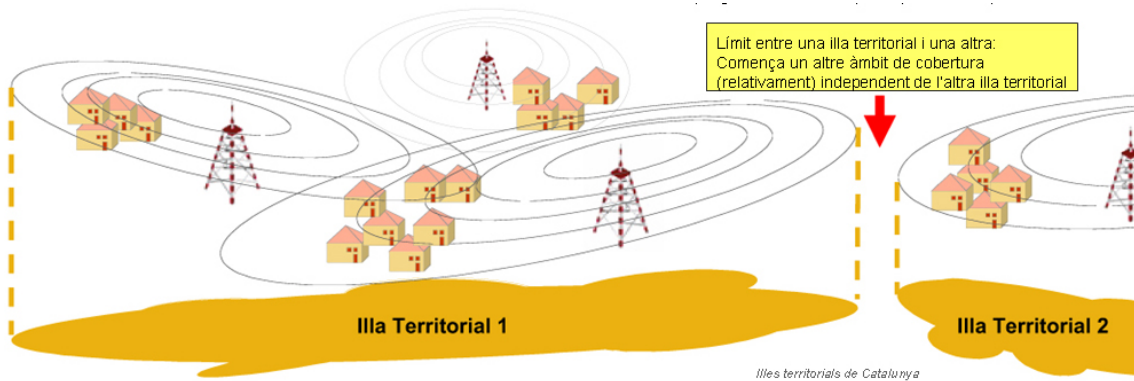 Límit entre una illa territorial i una altra:
Comença un altre àmbit de cobertura
(relativament) independent de l'altra illa territorial
Illa Territorial 1
Illa Territorial 2
Illes territorials de Catalunya